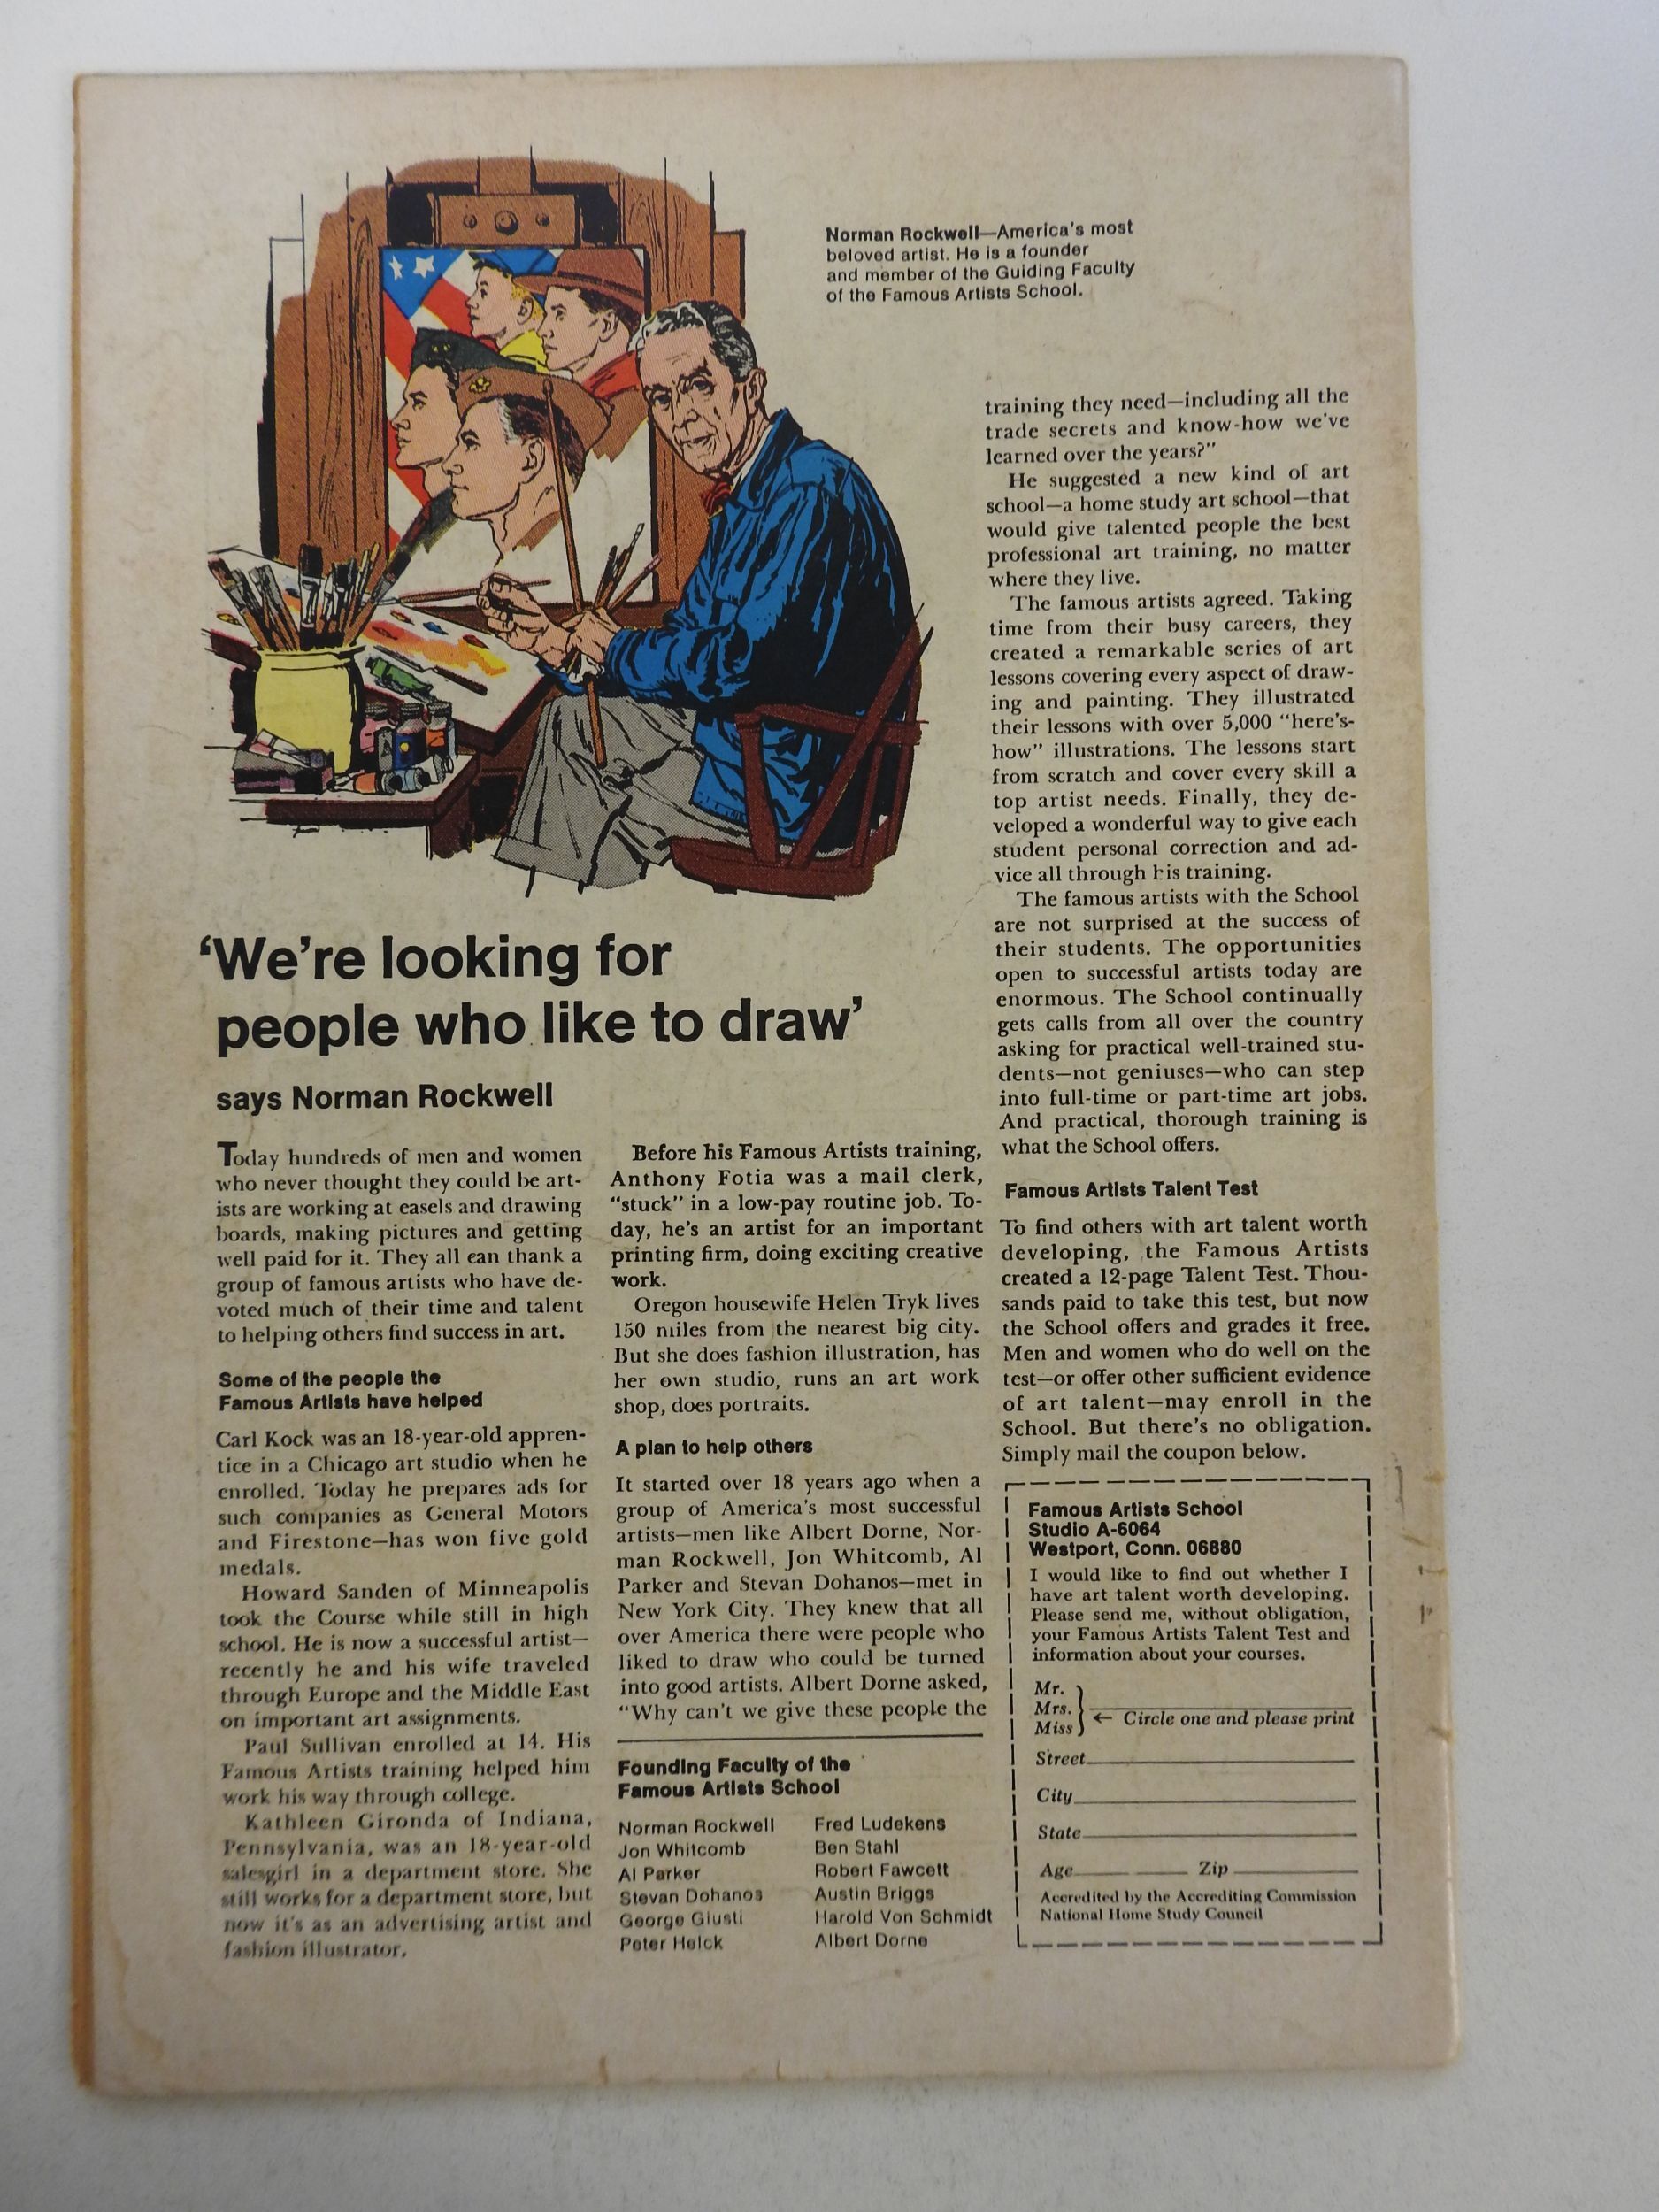 Norman Rockwell—America's most
beloved artist. He is a founder
and member of the Guiding Faculty
of the Famous Artists School.
'We're looking for
people who like to draw'
says Norman Rockwell
Today hundreds of men and women
who never thought they could be art-
ists are working at easels and drawing
boards, making pictures and getting
well paid for it. They all can thank a
group of famous artists who have de-
voted much of their time and talent
to helping others find success in art.
Some of the people the
Famous Artists have helped
Carl Kock was an 18-year-old appren-
tice in a Chicago art studio when he
enrolled. Today he prepares ads for
such companies as General Motors
and Firestone—has won five gold
medals.
Howard Sanden of Minneapolis
took the Course while still in high
school. He is now a successful artist—
recently he and his wife traveled
through Europe and the Middle East
on important art assignments.
Paul Sullivan enrolled at 14. His
Famous Artists training helped him
work his way through college.
Kathleen Gironda of Indiana,
Pennsylvania, was an 18-year-old
salesgirl in a department store. She
still works for a department store, but
now it's as an advertising artist and
fashion illustrator.
Before his Famous Artists training,
Anthony Fotia was a mail clerk,
"stuck" in a low-pay routine job. To-
day, he's an artist for an important
printing firm, doing exciting creative
work.
Oregon housewife Helen Tryk lives
150 miles from the nearest big city.
But she does fashion illustration, has
her own studio, runs an art work
shop, does portraits.
A plan to help others
It started over 18 years ago when a
group of America's most successful
artists—men like Albert Dorne, Nor-
man Rockwell, Jon Whitcomb, Al
Parker and Stevan Dohanos—met in
New York City. They knew that all
over America there were people who
liked to draw who could be turned
into good artists. Albert Dorne asked,
"Why can't we give these people the
training they need—including all the
trade secrets and know-how we've
learned over the years?"
He suggested a new kind of art
school—a home study art school—that
would give talented people the best
professional art training, no matter
where they live.
The famous artists agreed. Taking
time from their busy careers, they
created a remarkable series of art
lessons covering every aspect of draw-
ing and painting. They illustrated
their lessons with over 5,000 "here's-
how" illustrations. The lessons start
from scratch and cover every skill a
top artist needs. Finally, they de-
veloped a wonderful way to give each
student personal correction and ad-
vice all through his training.
The famous artists with the School
are not surprised at the success of
their students. The opportunities
open to successful artists today are
enormous. The School continually
gets calls from all over the country
asking for practical well-trained stu-
dents—not geniuses—who can step
into full-time or part-time art jobs.
And practical, thorough training is
what the School offers.
Famous Artists Talent Test
To find others with art talent worth
developing, the Famous Artists
created a 12-page Talent Test. Thou-
sands paid to take this test, but now
the School offers and grades it free.
Men and women who do well on the
test—or offer other sufficient evidence
of art talent—may enroll in the
School. But there's no obligation.
Simply mail the coupon below.
Founding Faculty of the
Famous Artists School
Norman Rockwell
Jon Whitcomb
Al Parker
Stevan Dohanos
George Giusti
Peter Helck
Fred Ludekens
Ben Stahl
Robert Fawcett
Austin Briggs
Harold Von Schmidt
Albert Dorne
Famous Artists School
Studio A-6064
Westport, Conn. 06880
I would like to find out whether I
have art talent worth developing.
Please send me, without obligation,
your Famous Artists Talent Test and
information about your courses.
Mr.
Mrs.
Miss
← Circle one and please print
Street
City
State
Age Zip
Accredited by the Accrediting Commission
National Home Study Council